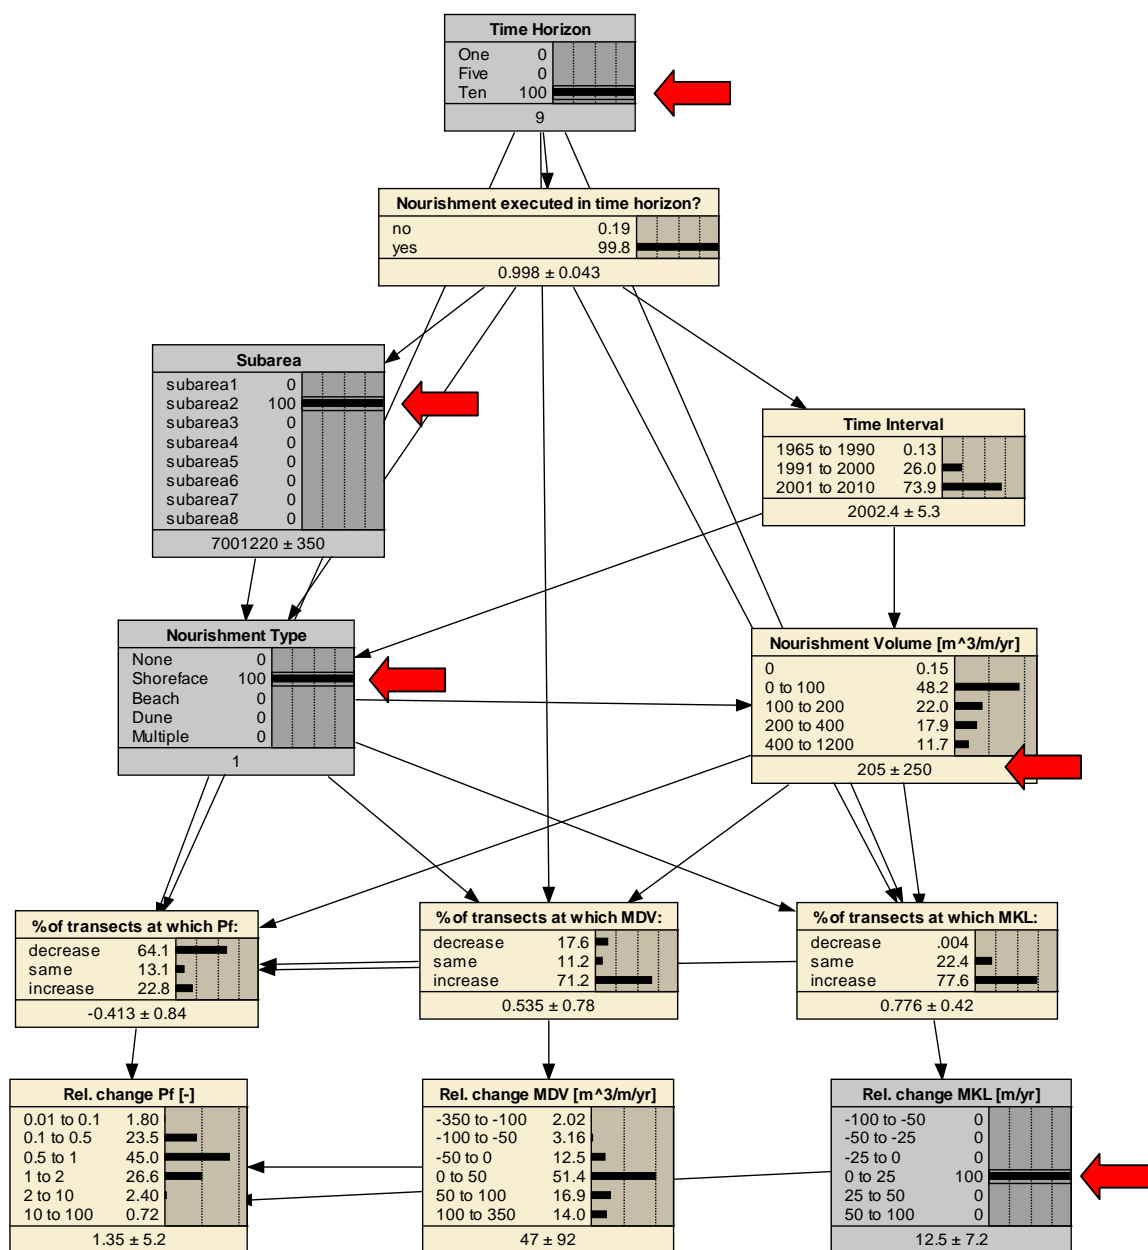 Time Horizon
One 0
Five 0
Ten 100
9
Nourishment executed in time horizon?
no 0.19
yes 99.8
0.998 ± 0.043
Subarea
subarea1 0
subarea2 100
subarea3 0
subarea4 0
subarea5 0
subarea6 0
subarea7 0
subarea8 0
7001220 ± 350
Time Interval
1965 to 1990 0.13
1991 to 2000 26.0
2001 to 2010 73.9
2002.4 ± 5.3
Nourishment Type
None 0
Shoreface 100
Beach 0
Dune 0
Multiple 0
1
Nourishment Volume [m^3/m/yr]
0 0.15
0 to 100 48.2
100 to 200 22.0
200 to 400 17.9
400 to 1200 11.7
205 ± 250
%of transects at which Pf:
decrease 64.1
same 13.1
increase 22.8
-0.413 ± 0.84
%of transects at which MDV:
decrease 17.6
same 11.2
increase 71.2
0.535 ± 0.78
%of transects at which MKL:
decrease .004
same 22.4
increase 77.6
0.776 ± 0.42
Rel. change Pf [-]
0.01 to 0.1 1.80
0.1 to 0.5 23.5
0.5 to 1 45.0
1 to 2 26.6
2 to 10 2.40
10 to 100 0.72
1.35 ± 5.2
Rel. change MDV [m^3/m/yr]
-350 to -100 2.02
-100 to -50 3.16
-50 to 0 12.5
0 to 50 51.4
50 to 100 16.9
100 to 350 14.0
47 ± 92
Rel. change MKL [m/yr]
-100 to -50 0
-50 to -25 0
-25 to 0 0
0 to 25 100
25 to 50 0
50 to 100 0
12.5 ± 7.2